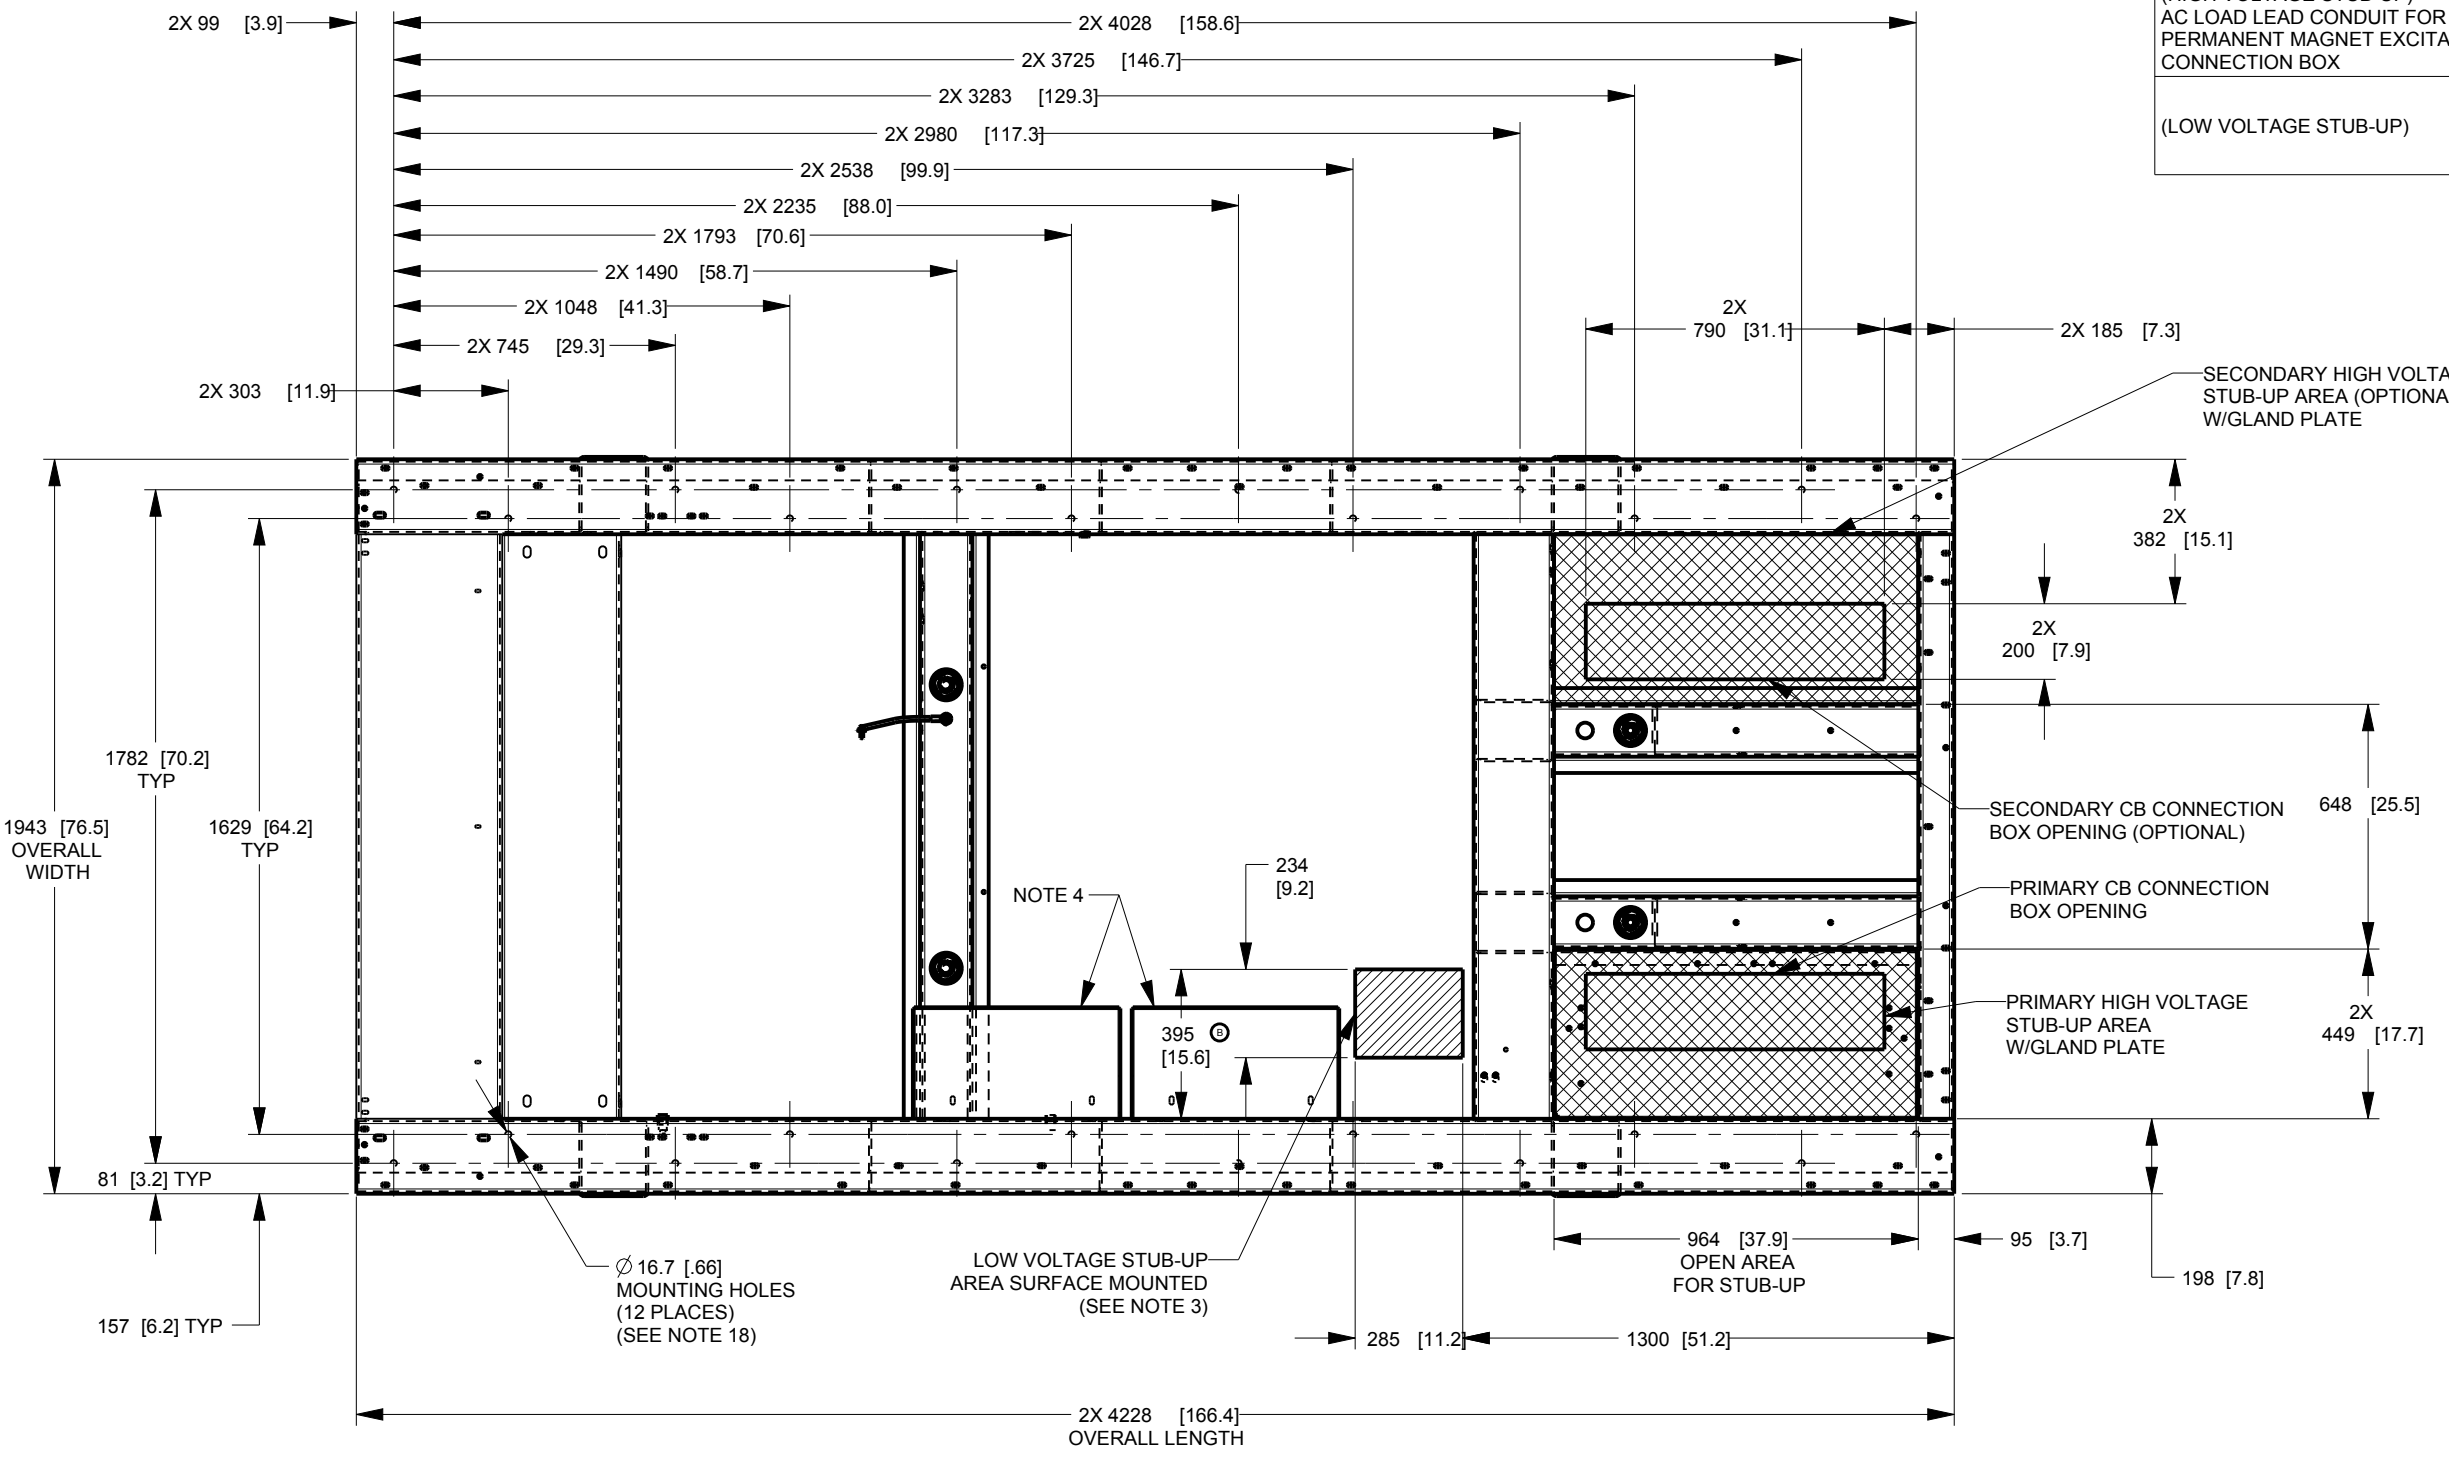 (HIGH VOLTAGE STUB-UP)
AC LOAD LEAD CONDUIT FOR
PERMANENT MAGNET EXCITA
CONNECTION BOX
(LOW VOLTAGE STUB-UP)
2X 99 [3.9]
2X 4028 [158.6]
2X 3725 [146.7]
2X 3283 [129.3]
2X 2980 [117.3]
2X 2538 [99.9]
2X 2235 [88.0]
2X 1793 [70.6]
2X 1490 [58.7]
2X 1048 [41.3]
2X 745 [29.3]
2X 303 [11.9]
2X
790 [31.1]
2X 185 [7.3]
SECONDARY HIGH VOLTA
STUB-UP AREA (OPTIONA
W/GLAND PLATE
2X
382 [15.1]
2X
200 [7.9]
1782 [70.2]
TYP
1943 [76.5]
OVERALL
WIDTH
1629 [64.2]
TYP
SECONDARY CB CONNECTION
BOX OPENING (OPTIONAL)
648 [25.5]
234
[9.2]
NOTE 4
PRIMARY CB CONNECTION
BOX OPENING
395
[15.6]
B
PRIMARY HIGH VOLTAGE
STUB-UP AREA
W/GLAND PLATE
2X
449 [17.7]
81 [3.2] TYP
157 [6.2] TYP
Ø 16.7 [.66]
MOUNTING HOLES
(12 PLACES)
(SEE NOTE 18)
LOW VOLTAGE STUB-UP
AREA SURFACE MOUNTED
(SEE NOTE 3)
964 [37.9]
OPEN AREA
FOR STUB-UP
95 [3.7]
198 [7.8]
285 [11.2]
1300 [51.2]
2X 4228 [166.4]
OVERALL LENGTH